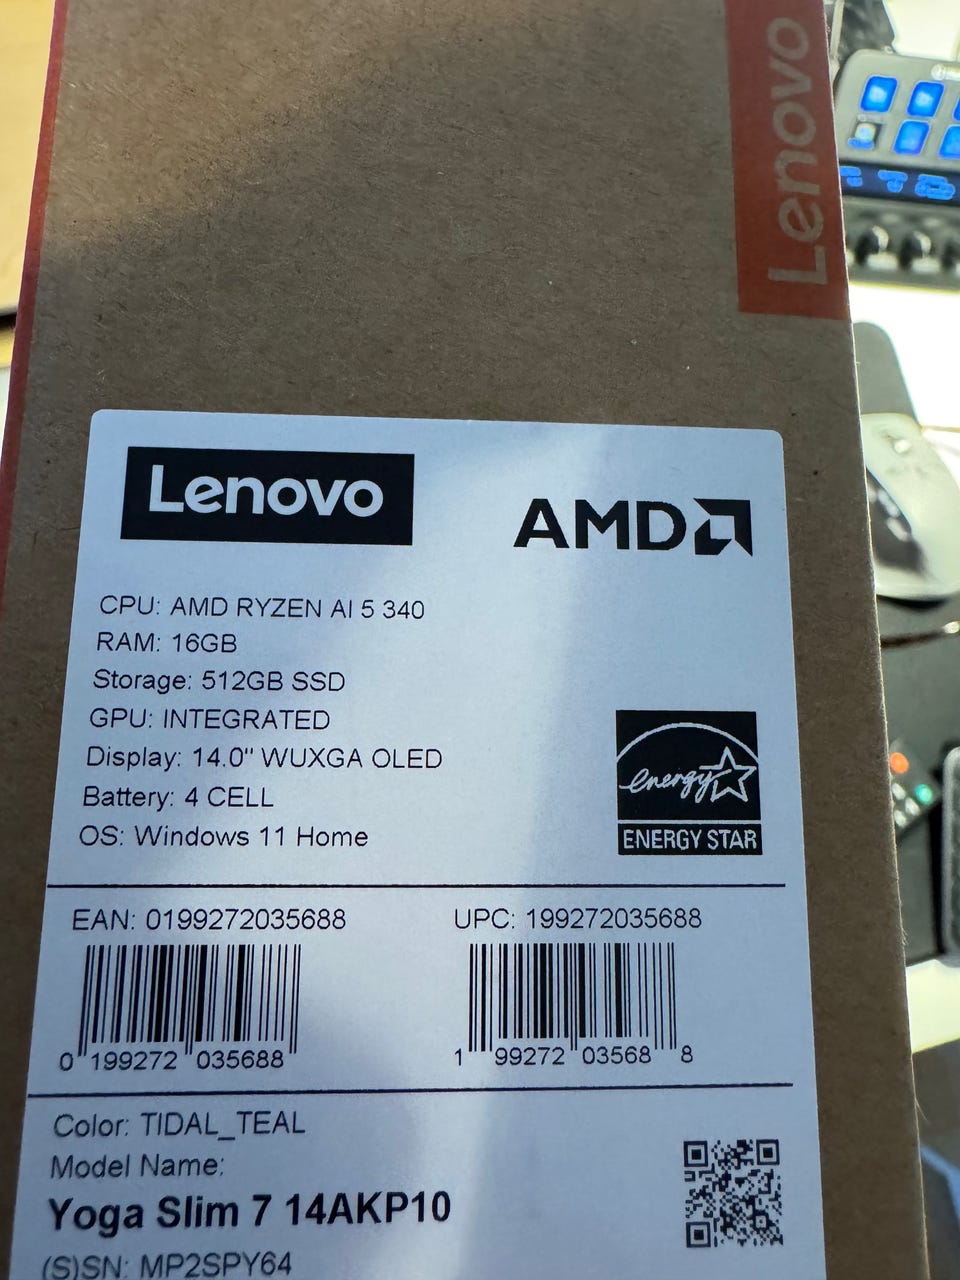 Lenovo
Lenovo
AMD
CPU: AMD RYZEN AI 5 340
RAM: 16GB
Storage: 512GB SSD
GPU: INTEGRATED
Display: 14.0" WUXGA OLED
Battery: 4 CELL
OS: Windows 11 Home
energy
ENERGY STAR
EAN: 0199272035688
UPC: 199272035688
0 199272 035688
1 99272 03568 8
Color: TIDAL_TEAL
Model Name:
Yoga Slim 7 14AKP10
(S)SN: MP2SPY64